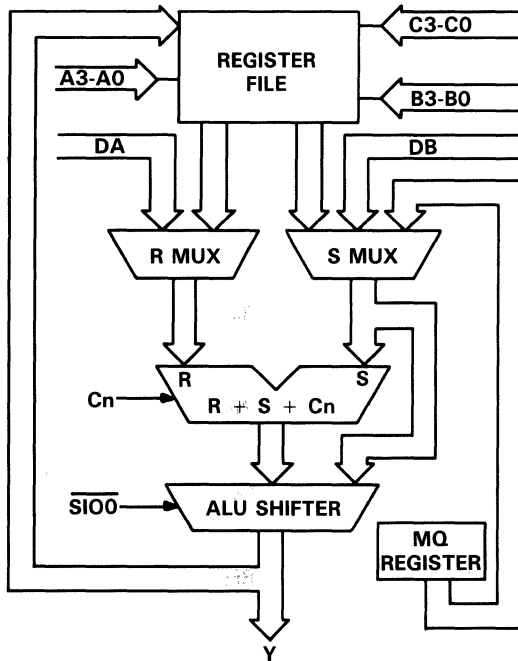 REGISTER
FILE
C3-C0
A3-A0
B3-B0
DA
DB
R MUX
S MUX
R
S
Cn
R + S + Cn
SIO0
ALU SHIFTER
MQ
REGISTER
Y